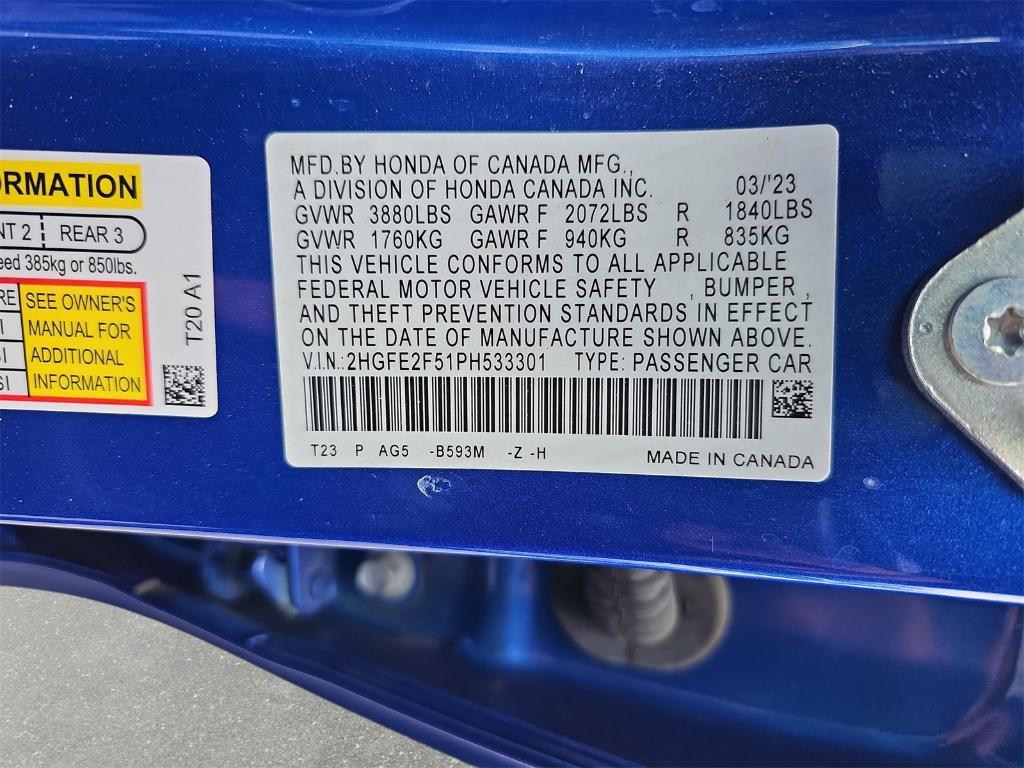 ORMATION
NT 2 REAR 3
eed 385kg or 850lbs.
RE
SI
SEE OWNER'S
MANUAL FOR
ADDITIONAL
INFORMATION
T20 A1
MFD.BY HONDA OF CANADA MFG.,
A DIVISION OF HONDA CANADA INC. 03/'23
GVWR 3880LBS GAWR F 2072LBS R 1840LBS
GVWR 1760KG GAWR F 940KG R 835KG
THIS VEHICLE CONFORMS TO ALL APPLICABLE
FEDERAL MOTOR VEHICLE SAFETY , BUMPER ,
AND THEFT PREVENTION STANDARDS IN EFFECT
ON THE DATE OF MANUFACTURE SHOWN ABOVE.
V.I.N.:2HGFE2F51PH533301 TYPE: PASSENGER CAR
T23 P AG5 -B593M -Z -H MADE IN CANADA